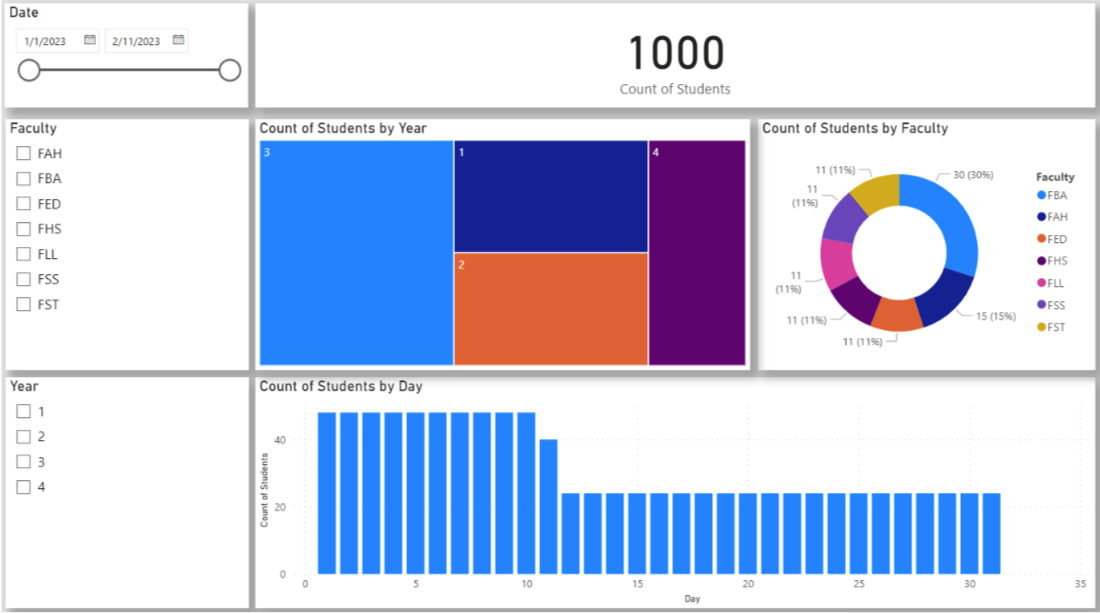 Date
1/1/2023
2/11/2023
1000
Count of Students
Faculty
FAH
FBA
FED
FHS
FLL
FSS
FST
Count of Students by Year
3
1
2
4
Count of Students by Faculty
11 (11%)
30 (30%)
11
(11%)
11
(11%)
11 (11%)
11 (11%)
15 (15%)
Faculty
FBA
FAH
FED
FHS
FLL
FSS
FST
Year
1
2
3
4
Count of Students by Day
Count of Students
40
20
0
0 5 10 15 20 25 30 35
Day